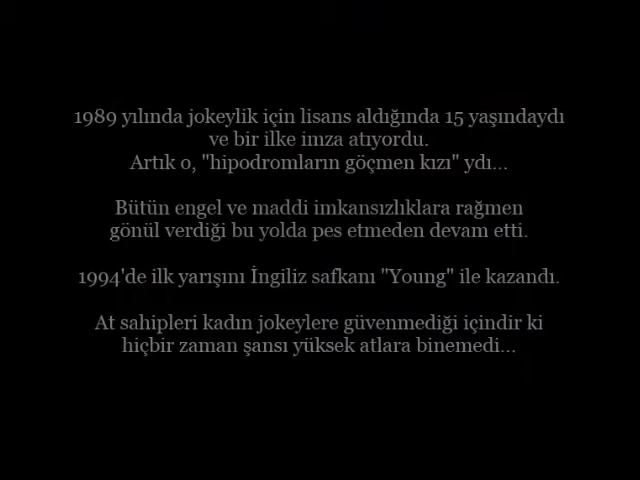 1989 yılında jokeylik için lisans aldığında 15 yaşındaydı
ve bir ilke imza atıyordu.
Artık o, "hipodromların göçmen kızı" ydı...
Bütün engel ve maddi imkansızlıklara rağmen
gönül verdiği bu yolda pes etmeden devam etti.
1994'de ilk yarışını İngiliz safkanı "Young" ile kazandı.
At sahipleri kadın jokeylere güvenmediği içindir ki
hiçbir zaman şansı yüksek atlara binemedi...